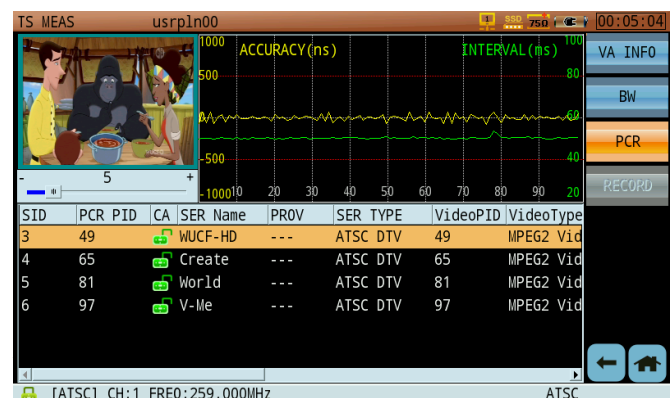 TS MEAS usrpln00 1 SSD 75Ω 00:05:04
1000 ACCURACY(ns) INTERVAL(ms) 100
500 80
0 60
-500 40
-1000 10 20 30 40 50 60 70 80 90 20
- 5 +
VA INFO
BW
PCR
RECORD
SID PCR PID CA SER Name PROV SER TYPE VideoPID VideoType
3 49 WUCF-HD --- ATSC DTV 49 MPEG2 Vid
4 65 Create --- ATSC DTV 65 MPEG2 Vid
5 81 World --- ATSC DTV 81 MPEG2 Vid
6 97 V-Me --- ATSC DTV 97 MPEG2 Vid
[ATSC] CH:1 FREQ:259.000MHz ATSC